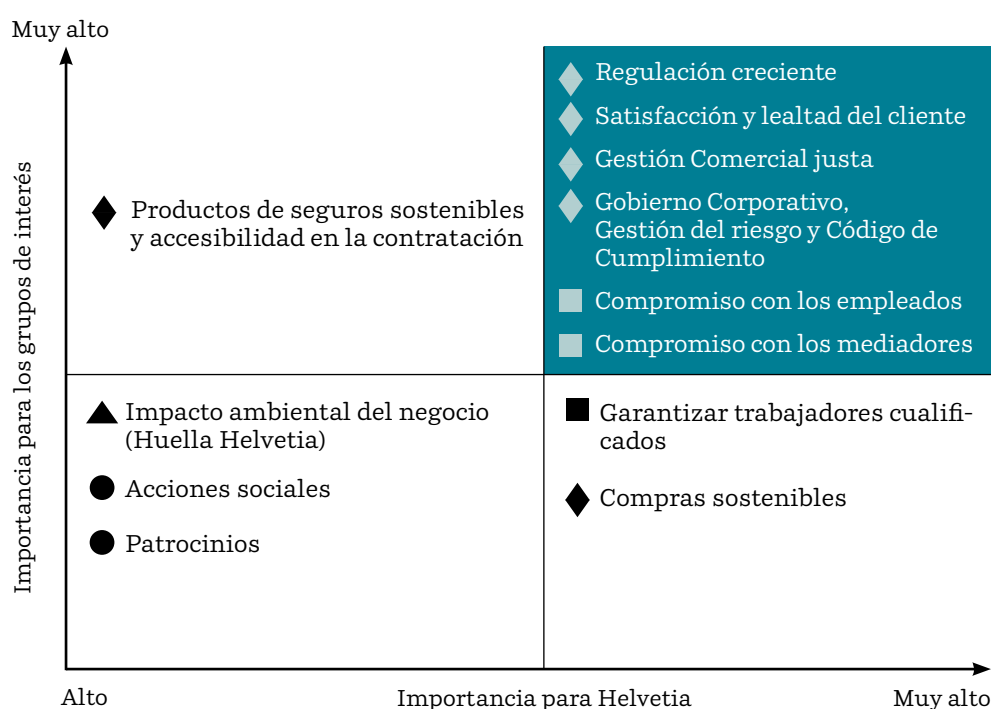 Muy alto
Importancia para los grupos de interés
Productos de seguros sostenibles
y accesibilidad en la contratación
Regulación creciente
Satisfacción y lealtad del cliente
Gestión Comercial justa
Gobierno Corporativo,
Gestión del riesgo y Código de
Cumplimiento
Compromiso con los empleados
Compromiso con los mediadores
Impacto ambiental del negocio
(Huella Helvetia)
Acciones sociales
Patrocinios
Garantizar trabajadores cualifi-
cados
Compras sostenibles
Alto
Importancia para Helvetia
Muy alto